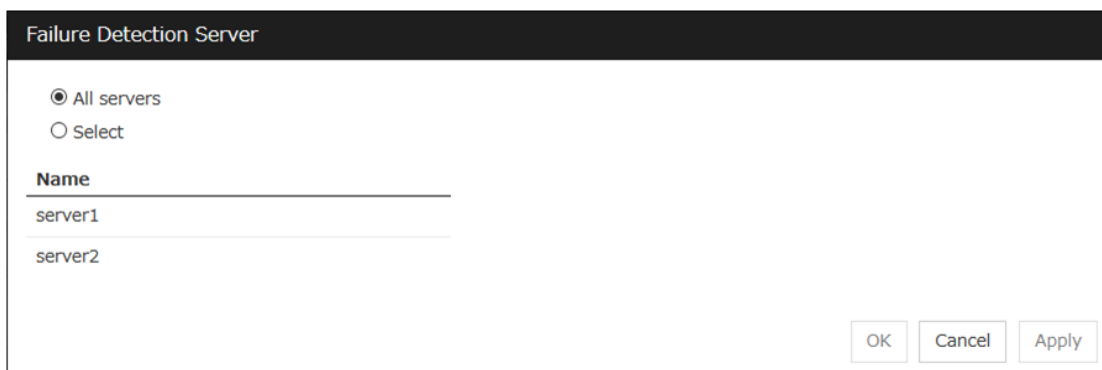 Failure Detection Server
All servers
Select
Name
server1
server2
OK Cancel Apply